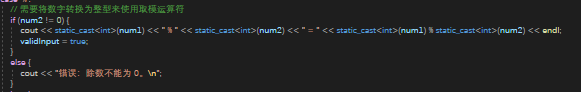 // 需要将数字转换为整型来使用取模运算符
if (num2 != 0) {
cout << static_cast<int>(num1) << " % " << static_cast<int>(num2) << " = " << static_cast<int>(num1) % static_cast<int>(num2) << endl;
validInput = true;
}
else {
cout << "错误：除数不能为 0。\n";
}